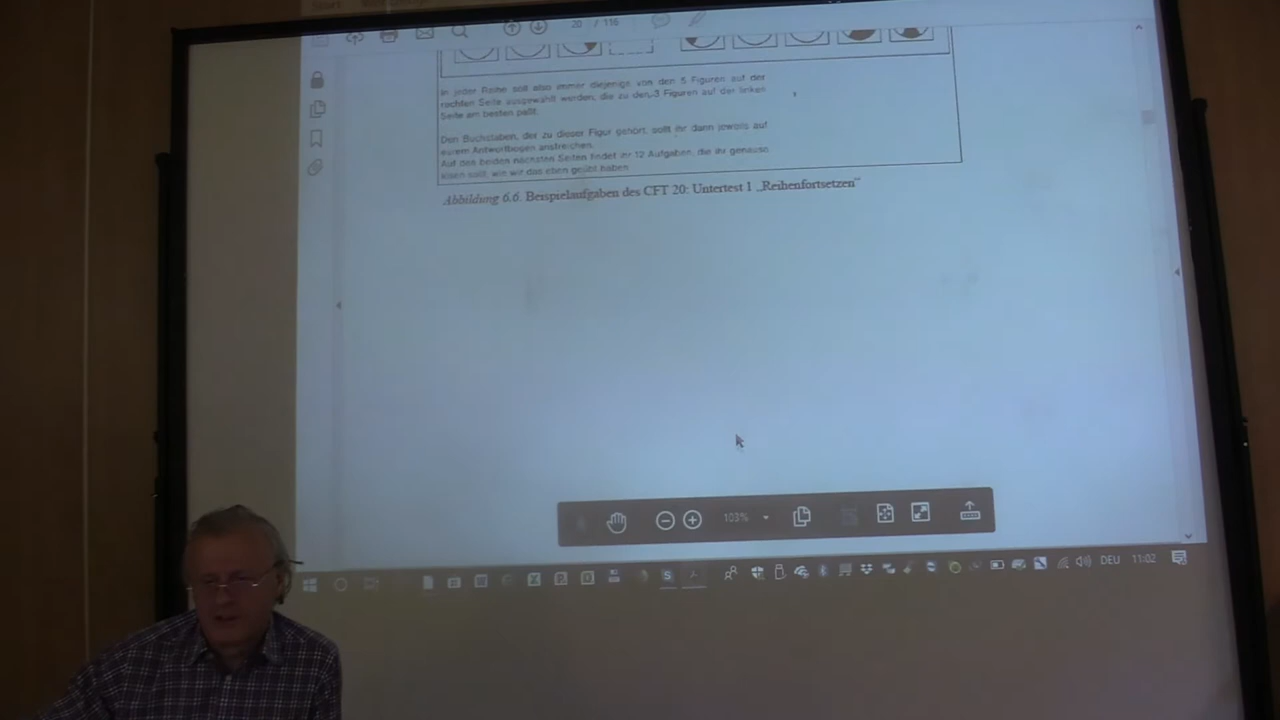 Start
20 / 116
In jeder Reihe soll also immer diejenige von den 5 Figuren auf der
rechten Seite ausgewählt werden, die zu den 3 Figuren auf der linken
Seite am besten paßt.
Den Buchstaben, der zu dieser Figur gehört, sollt ihr dann jeweils auf
eurem Antwortbogen anstreichen.
Auf den beiden nächsten Seiten findet ihr 12 Aufgaben, die ihr genauso
lösen sollt, wie wir das eben geübt haben.
Abbildung 6.6. Beispielaufgaben des CFT 20: Untertest 1 „Reihenfortsetzen“
103%
DEU 11:02